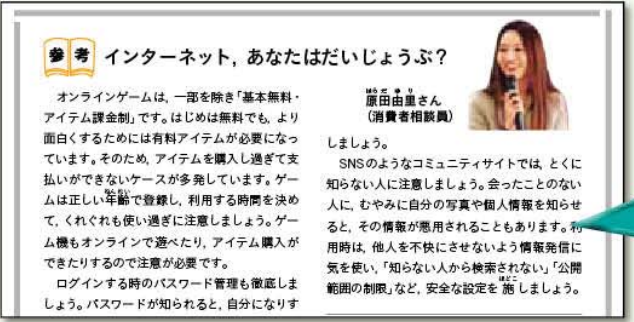 参考 インターネット,あなたはだいじょうぶ?
オンラインゲームは,一部を除き「基本無料・
アイテム課金制」です。はじめは無料でも,より
面白くするためには有料アイテムが必要になっ
ています。そのため,アイテムを購入し過ぎて支
払いができないケースが多発しています。ゲー
ムは正しい年齢で登録し,利用する時間を決め
て,くれぐれも使い過ぎに注意しましょう。ゲー
ム機もオンラインで遊べたり,アイテム購入が
できたりするので注意が必要です。
ログインする時のパスワード管理も徹底しま
しょう。パスワードが知られると,自分になりす
原田由里さん
(消費者相談員)
しましょう。
SNSのようなコミュニティサイトでは,とくに
知らない人に注意しましょう。会ったことのない
人に,むやみに自分の写真や個人情報を知らせ
ると,その情報が悪用されることもあります。利
用時は,他人を不快にさせないよう情報発信に
気を使い,「知らない人から検索されない」「公開
範囲の制限」など,安全な設定を施しましょう。